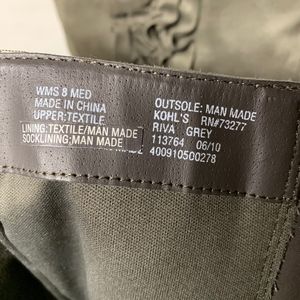 WMS 8 MED
MADE IN CHINA
UPPER:TEXTILE
LINING:TEXTILE/MAN MADE
SOCKLINING;MAN MADE
OUTSOLE: MAN MADE
KOHL'S RN#73277
RIVA GREY
113764 06/10
400910500278